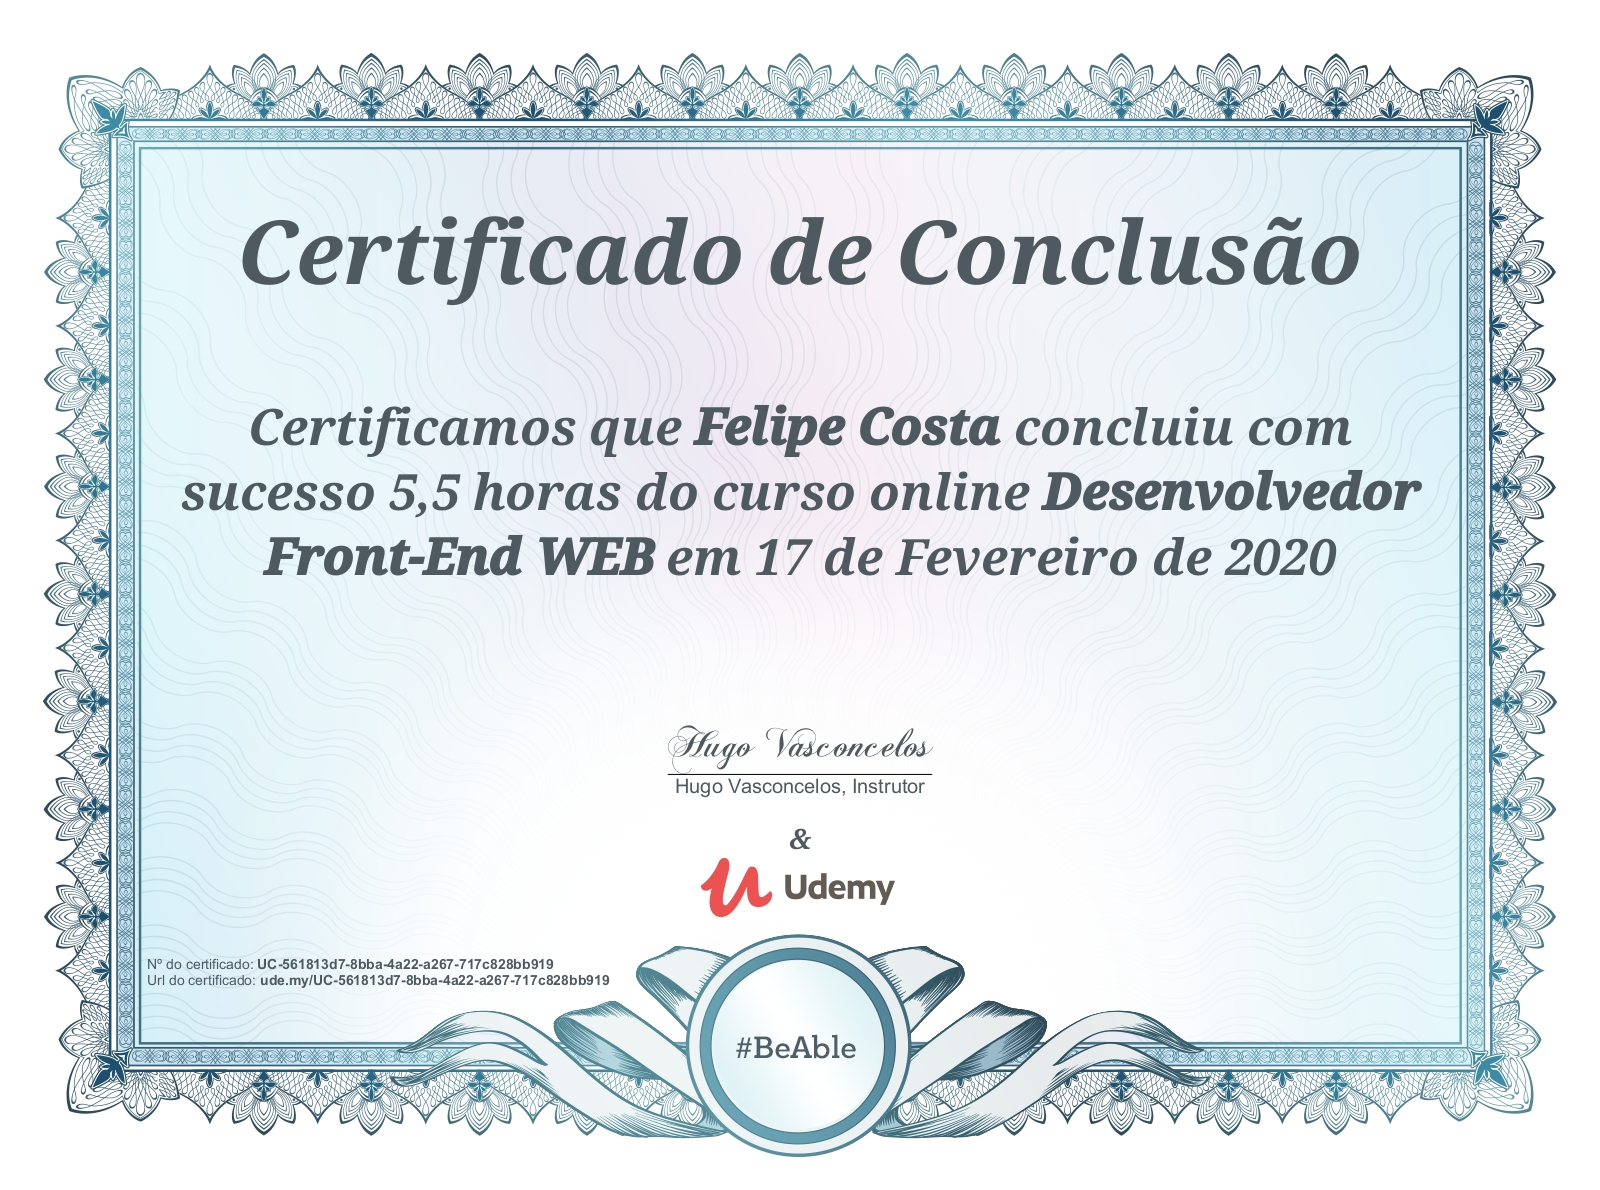 Certificado de Conclusão
Certificamos que Felipe Costa concluiu com
sucesso 5,5 horas do curso online Desenvolvedor
Front-End WEB em 17 de Fevereiro de 2020
Hugo Vasconcelos
Hugo Vasconcelos, Instrutor
&
Udemy
Nº do certificado: UC-561813d7-8bba-4a22-a267-717c828bb919
Url do certificado: ude.my/UC-561813d7-8bba-4a22-a267-717c828bb919
#BeAble